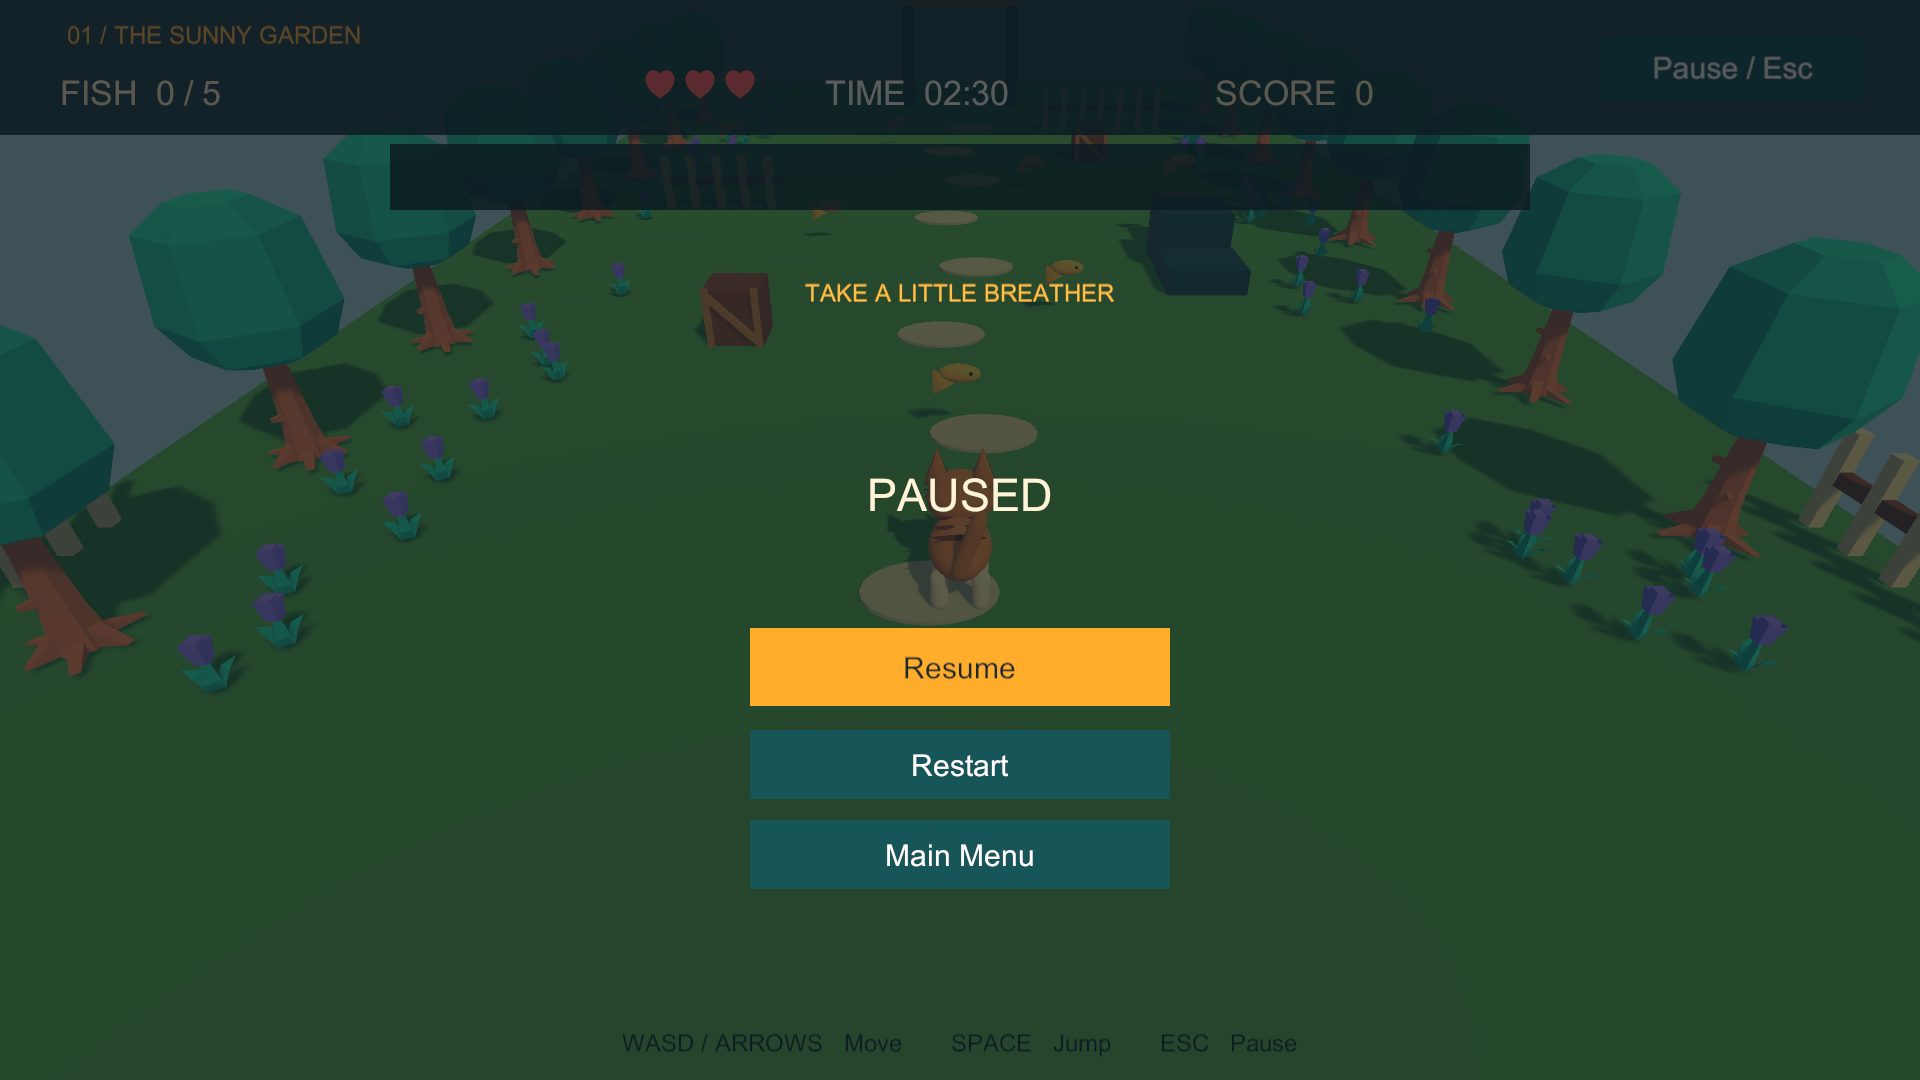 01 / THE SUNNY GARDEN
FISH 0 / 5
TIME 02:30
SCORE 0
Pause / Esc
TAKE A LITTLE BREATHER
PAUSED
Resume
Restart
Main Menu
WASD / ARROWS Move SPACE Jump ESC Pause